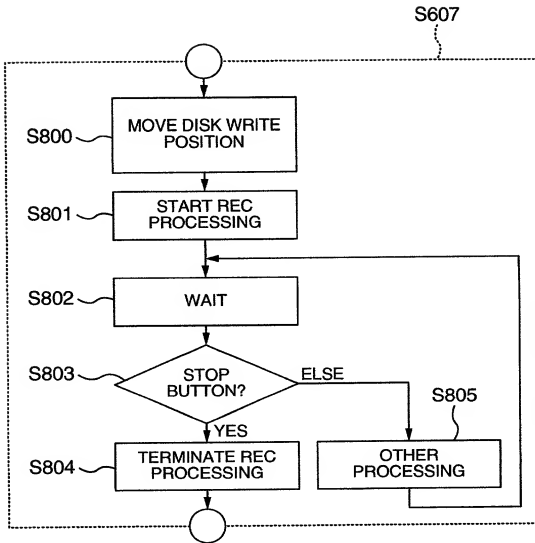 S607
S800
MOVE DISK WRITE
POSITION
S801
START REC
PROCESSING
S802
WAIT
S803
STOP
BUTTON?
ELSE
YES
S805
S804
TERMINATE REC
PROCESSING
OTHER
PROCESSING